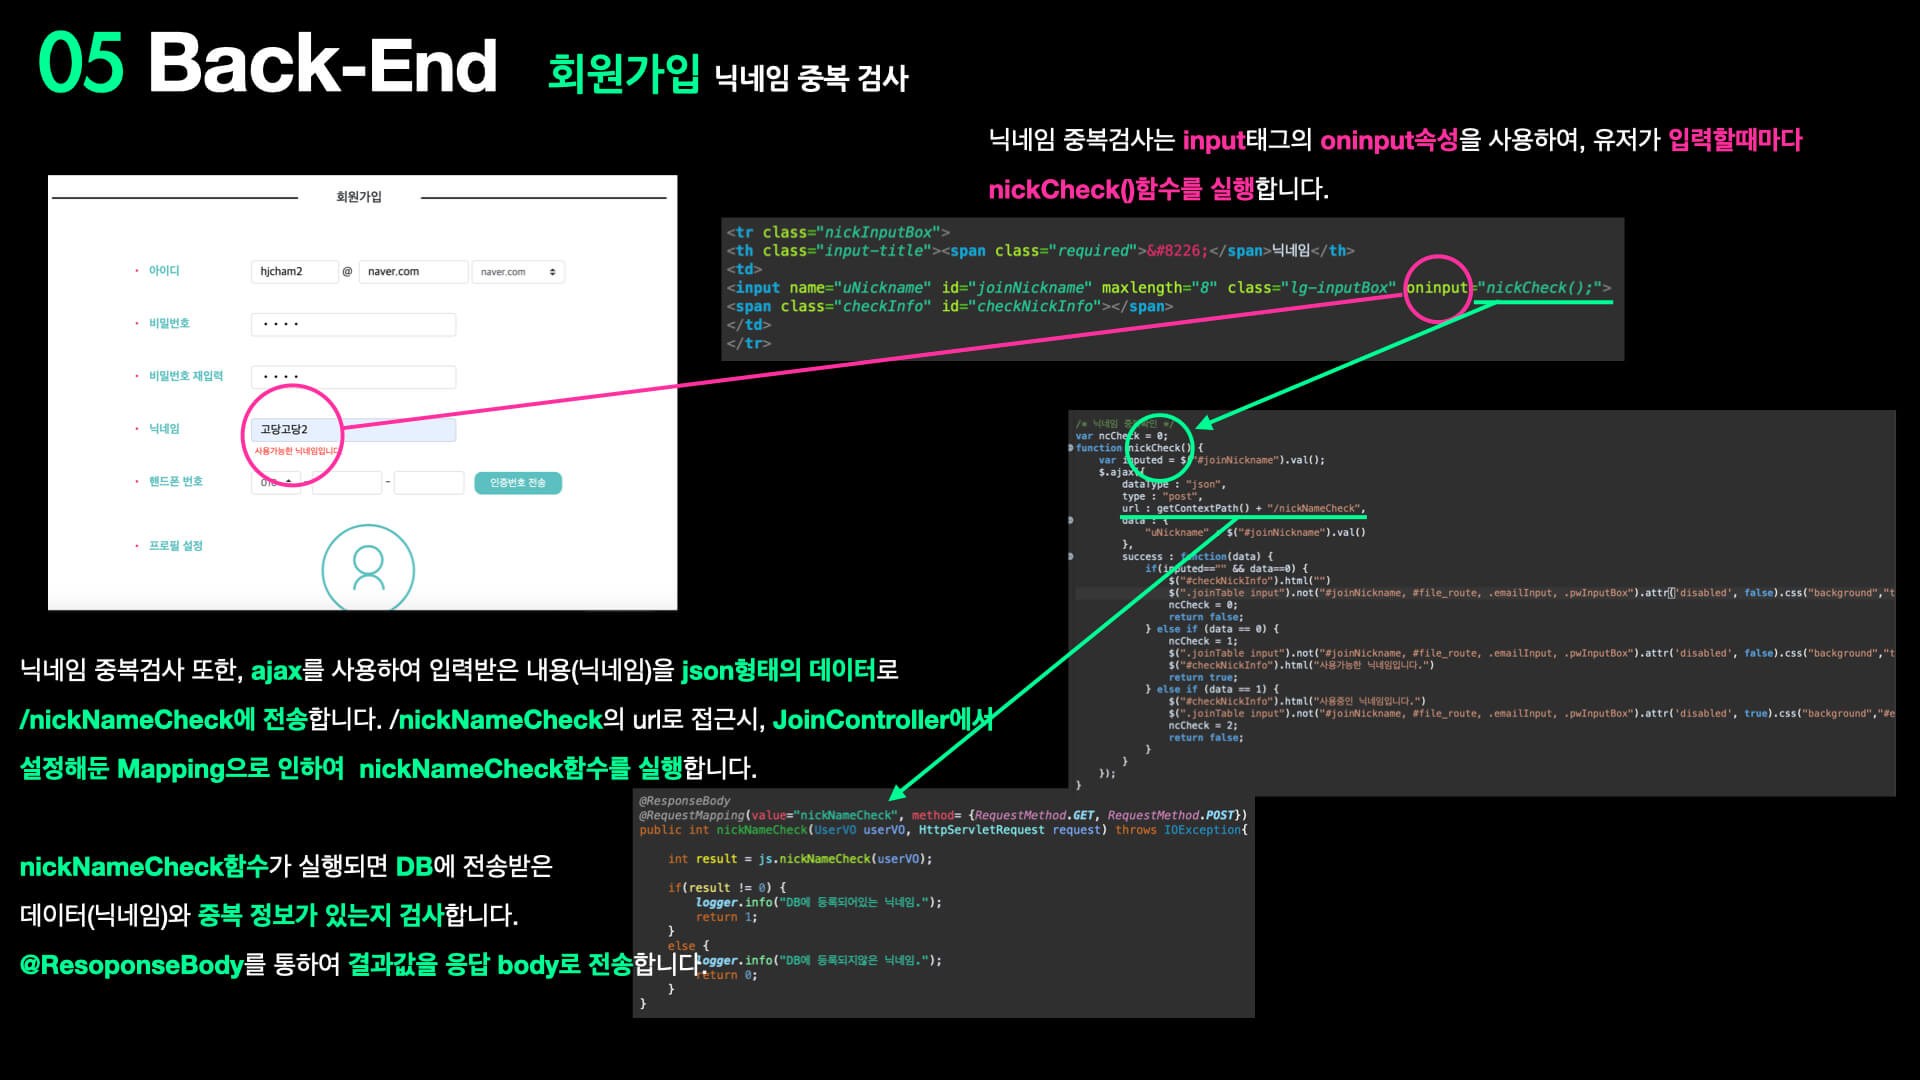 05 Back-End 회원가입 닉네임 중복 검사
닉네임 중복검사는 input태그의 oninput속성을 사용하여, 유저가 입력할때마다
nickCheck()함수를 실행합니다.
회원가입
• 아이디 hjcham2 @ naver.com naver.com
• 비밀번호 • • • •
• 비밀번호 재입력 • • • •
• 닉네임 고당고당2
사용가능한 닉네임입니다
• 핸드폰 번호 010 - - 인증번호 전송
• 프로필 설정
<tr class="nickInputBox">
<th class="input-title"><span class="required">&#8226;</span>닉네임</th>
<td>
<input name="uNickname" id="joinNickname" maxlength="8" class="lg-inputBox" oninput="nickCheck();">
<span class="checkInfo" id="checkNickInfo"></span>
</td>
</tr>
/* 닉네임 중복확인 */
var ncCheck = 0;
function nickCheck() {
var inputed = $("#joinNickname").val();
$.ajax({
dataType : "json",
type : "post",
url : getContextPath() + "/nickNameCheck",
data : {
"uNickname" : $("#joinNickname").val()
},
success : function(data) {
if(inputed=="" && data==0) {
$("#checkNickInfo").html("")
$(".joinTable input").not("#joinNickname, #file_route, .emailInput, .pwInputBox").attr('disabled', false).css("background","t
ncCheck = 0;
return false;
} else if (data == 0) {
ncCheck = 1;
$(".joinTable input").not("#joinNickname, #file_route, .emailInput, .pwInputBox").attr('disabled', false).css("background","t
$("#checkNickInfo").html("사용가능한 닉네임입니다.")
return true;
} else if (data == 1) {
$("#checkNickInfo").html("사용중인 닉네임입니다.")
$(".joinTable input").not("#joinNickname, #file_route, .emailInput, .pwInputBox").attr('disabled', true).css("background","#e
ncCheck = 2;
return false;
}
}
});
}
닉네임 중복검사 또한, ajax를 사용하여 입력받은 내용(닉네임)을 json형태의 데이터로
/nickNameCheck에 전송합니다. /nickNameCheck의 url로 접근시, JoinController에서
설정해둔 Mapping으로 인하여 nickNameCheck함수를 실행합니다.
nickNameCheck함수가 실행되면 DB에 전송받은
데이터(닉네임)와 중복 정보가 있는지 검사합니다.
@ResoponseBody를 통하여 결과값을 응답 body로 전송합니다.
@ResponseBody
@RequestMapping(value="nickNameCheck", method= {RequestMethod.GET, RequestMethod.POST})
public int nickNameCheck(UserVO userVO, HttpServletRequest request) throws IOException{
int result = js.nickNameCheck(userVO);
if(result != 0) {
logger.info("DB에 등록되어있는 닉네임.");
return 1;
}
else {
logger.info("DB에 등록되지않은 닉네임.");
return 0;
}
}